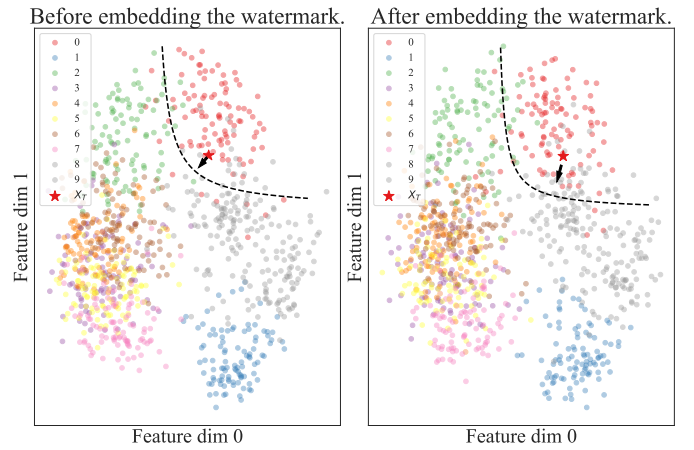 Before embedding the watermark.
0
1
2
3
4
5
6
7
8
9
X_T
Feature dim 1
Feature dim 0
After embedding the watermark.
0
1
2
3
4
5
6
7
8
9
X_T
Feature dim 1
Feature dim 0